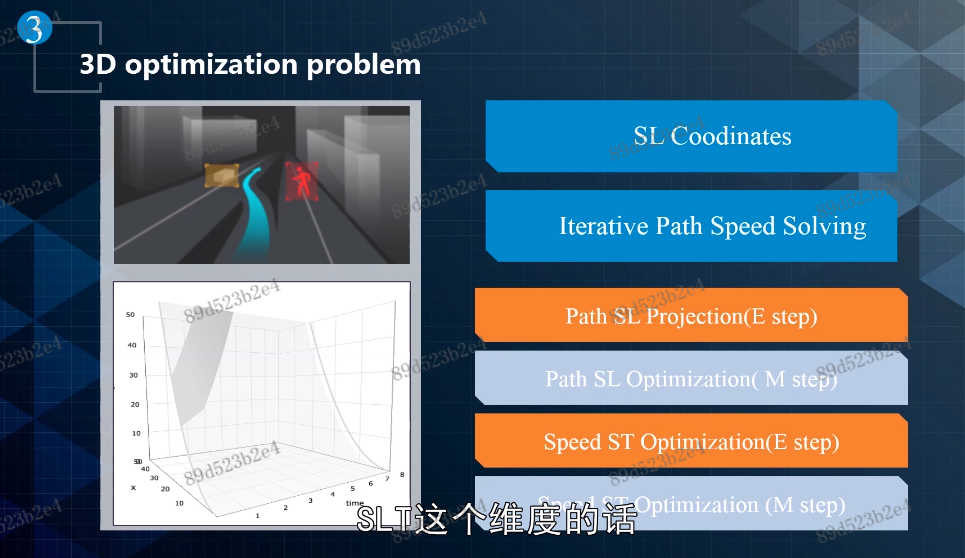 3
3D optimization problem
SL Coodinates
Iterative Path Speed Solving
Path SL Projection(E step)
Path SL Optimization( M step)
Speed ST Optimization(E step)
Speed ST Optimization (M step)
50
40
30
20
10
50
40
30
20
10
x
1
2
3
4
5
6
7
8
time
SLT这个维度的话
89d523b2e4